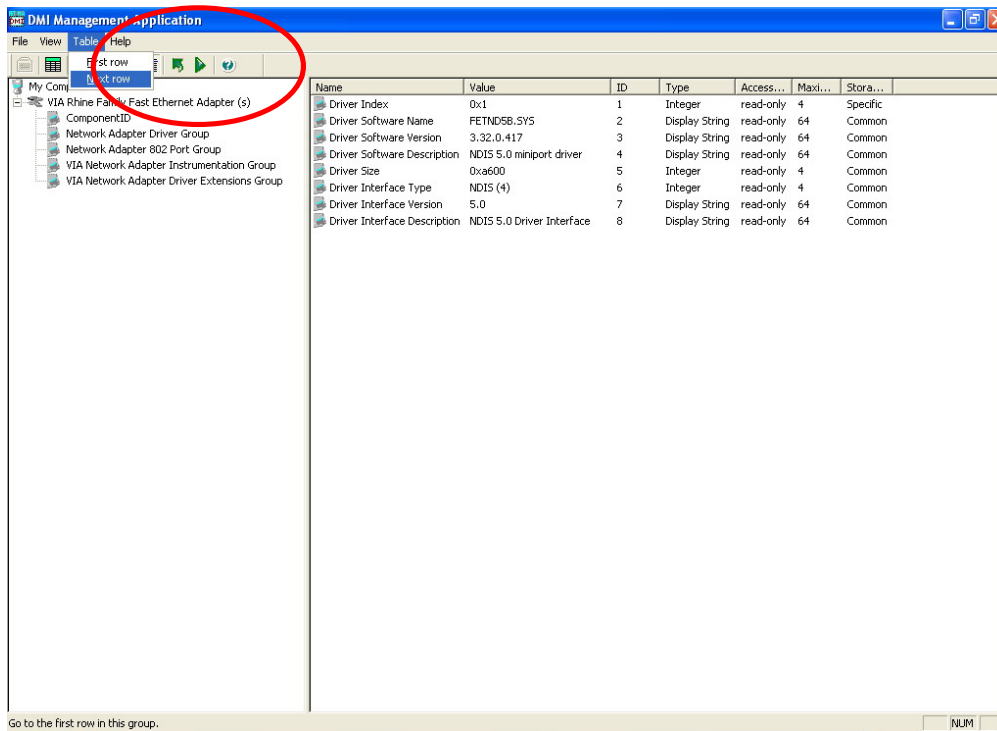 DMI Management Application
File View Table Help
First row
Next row
My Com
VIA Rhine Family Fast Ethernet Adapter (s)
ComponentID
Network Adapter Driver Group
Network Adapter 802 Port Group
VIA Network Adapter Instrumentation Group
VIA Network Adapter Driver Extensions Group
Name Value ID Type Access... Maxi... Stora...
Driver Index 0x1 1 Integer read-only 4 Specific
Driver Software Name FETND5B.SYS 2 Display String read-only 64 Common
Driver Software Version 3.32.0.417 3 Display String read-only 64 Common
Driver Software Description NDIS 5.0 miniport driver 4 Display String read-only 64 Common
Driver Size 0xa600 5 Integer read-only 4 Common
Driver Interface Type NDIS (4) 6 Integer read-only 4 Common
Driver Interface Version 5.0 7 Display String read-only 64 Common
Driver Interface Description NDIS 5.0 Driver Interface 8 Display String read-only 64 Common
Go to the first row in this group.
NUM